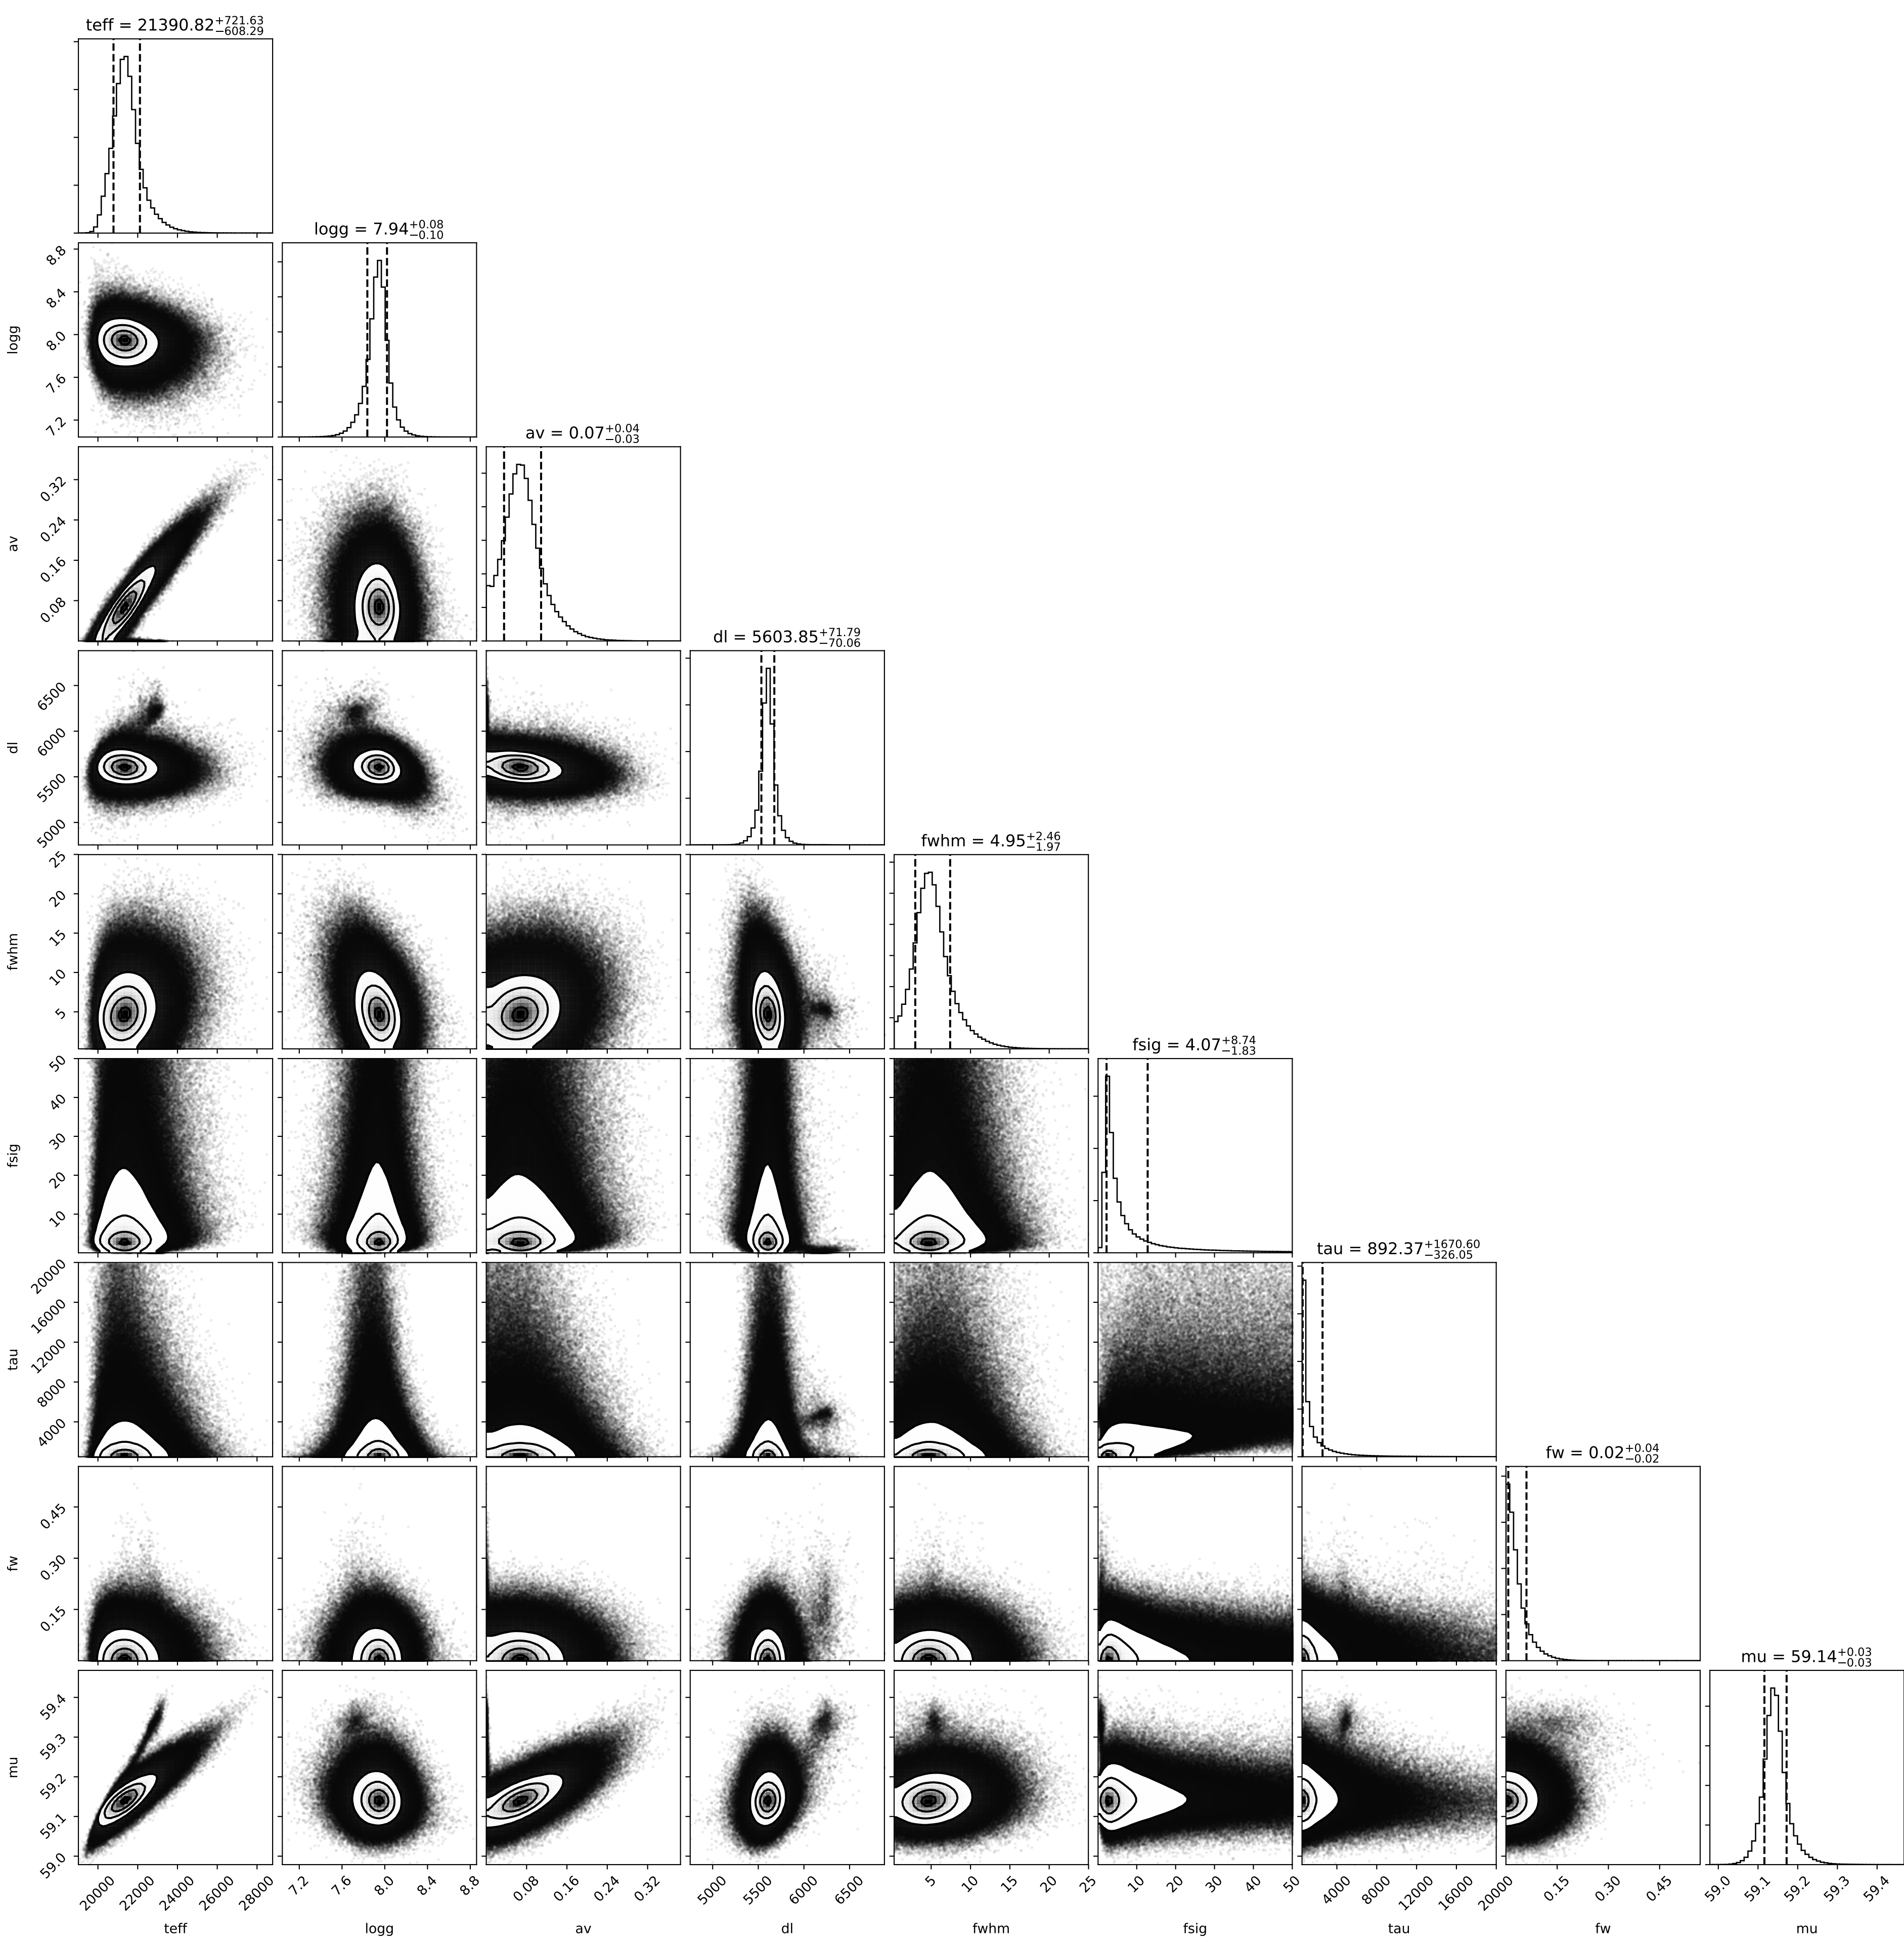 teff = 21390.82+721.63 −608.29
logg = 7.94+0.08 −0.10
8.8
8.4
8.0
7.6
7.2
logg
av = 0.07+0.04 −0.03
0.32
0.24
0.16
0.08
av
dl = 5603.85+71.79 −70.06
6500
6000
5500
5000
dl
fwhm = 4.95+2.46 −1.97
25
20
15
10
5
fwhm
fsig = 4.07+8.74 −1.83
50
40
30
20
10
fsig
tau = 892.37+1670.60 −326.05
20000
16000
12000
8000
4000
tau
fw = 0.02+0.04 −0.02
0.45
0.30
0.15
fw
mu = 59.14+0.03 −0.03
59.4
59.3
59.2
59.1
59.0
mu
20000 22000 24000 26000 28000 7.2 7.6 8.0 8.4 8.8 0.08 0.16 0.24 0.32 5000 5500 6000 6500 5 10 15 20 25 10 20 30 40 50 4000 8000 12000 16000 20000 0.15 0.30 0.45 59.0 59.1 59.2 59.3 59.4
teff logg av dl fwhm fsig tau fw mu